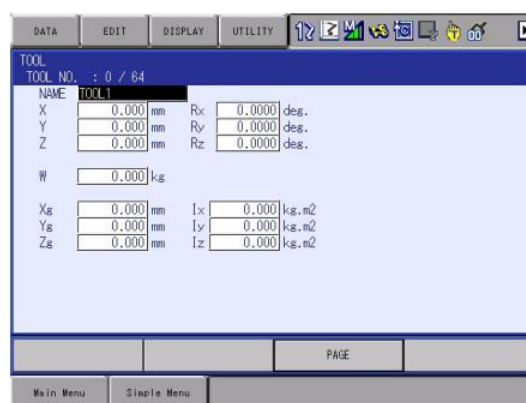 DATA EDIT DISPLAY UTILITY
TOOL
TOOL NO. : 0 / 64
NAME TOOL1
X 0.000 mm Rx 0.0000 deg.
Y 0.000 mm Ry 0.0000 deg.
Z 0.000 mm Rz 0.0000 deg.
W 0.000 kg
Xg 0.000 mm Ix 0.000 kg.m2
Yg 0.000 mm Iy 0.000 kg.m2
Zg 0.000 mm Iz 0.000 kg.m2
PAGE
Main Menu Simple Menu